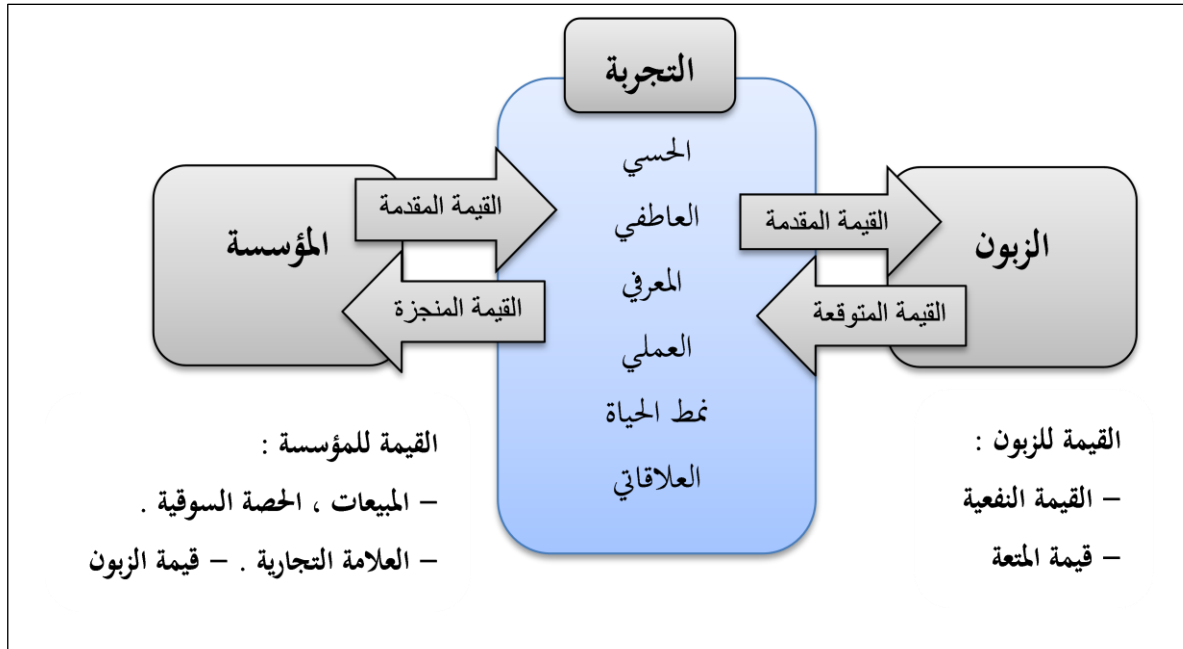 التجربة
الحسي
العاطفي
المعرفي
العملي
نمط الحياة
العلاقاتي
الزبون
القيمة المقدمة
القيمة المتوقعة
المؤسسة
القيمة المقدمة
القيمة المنجزة
القيمة للزبون :
– القيمة النفعية
– قيمة المتعة
القيمة للمؤسسة :
– المبيعات ، الحصة السوقية .
– العلامة التجارية . – قيمة الزبون